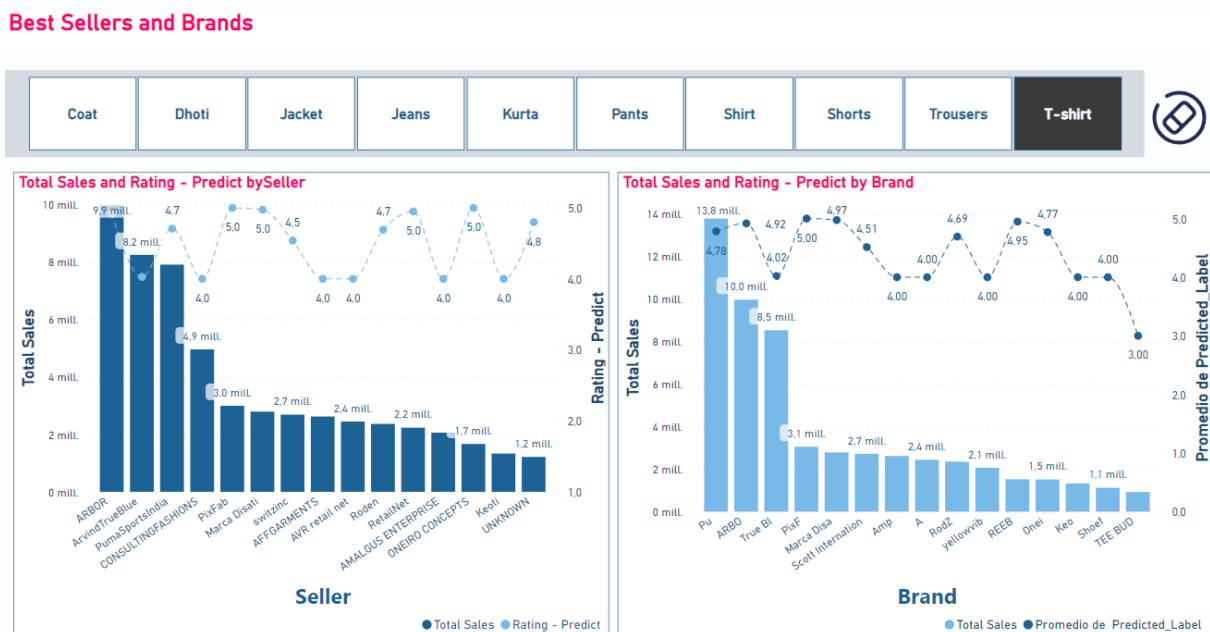 Best Sellers and Brands
Coat Dhoti Jacket Jeans Kurta Pants Shirt Shorts Trousers T-shirt
Total Sales and Rating - Predict bySeller
Total Sales
10 mill.
8 mill.
6 mill.
4 mill.
2 mill.
0 mill.
9,9 mill.
8,2 mill.
4,9 mill.
3,0 mill.
2,7 mill.
2,4 mill.
2,2 mill.
1,7 mill.
1,2 mill.
4.7
4.0
5.0
5.0
4.5
4.0
4.0
4.7
5.0
4.0
5.0
4.0
4.8
5,0
4,0
3,0
2,0
1,0
Rating - Predict
ARBOR
ArvindTrueBlue
PumaSportsIndia
CONSULTINGFASHIONS
PixFab
Marca Disati
switzinc
AFFGARMENTS
AVR retail net
Roden
RetailNet
AMALGUS ENTERPRISE
ONEIRO CONCEPTS
Keoti
UNKNOWN
Seller
Total Sales Rating - Predict
Total Sales and Rating - Predict by Brand
Total Sales
14 mill.
12 mill.
10 mill.
8 mill.
6 mill.
4 mill.
2 mill.
0 mill.
13,8 mill.
10,0 mill.
8,5 mill.
3,1 mill.
2,7 mill.
2,4 mill.
2,1 mill.
1,5 mill.
1,1 mill.
4,78
4,92
4,02
5,00
4,97
4,51
4,00
4,00
4,69
4,00
4,95
4,77
4,00
4,00
3,00
5,0
4,0
3,0
2,0
1,0
0,0
Promedio de Predicted_Label
Pu
ARBO
True Bl
PixF
Marca Disa
Scott Internation
Amp
A
RodZ
yellowvib
REEB
Onei
Keo
Shoef
TEE BUD
Brand
Total Sales Promedio de Predicted_Label